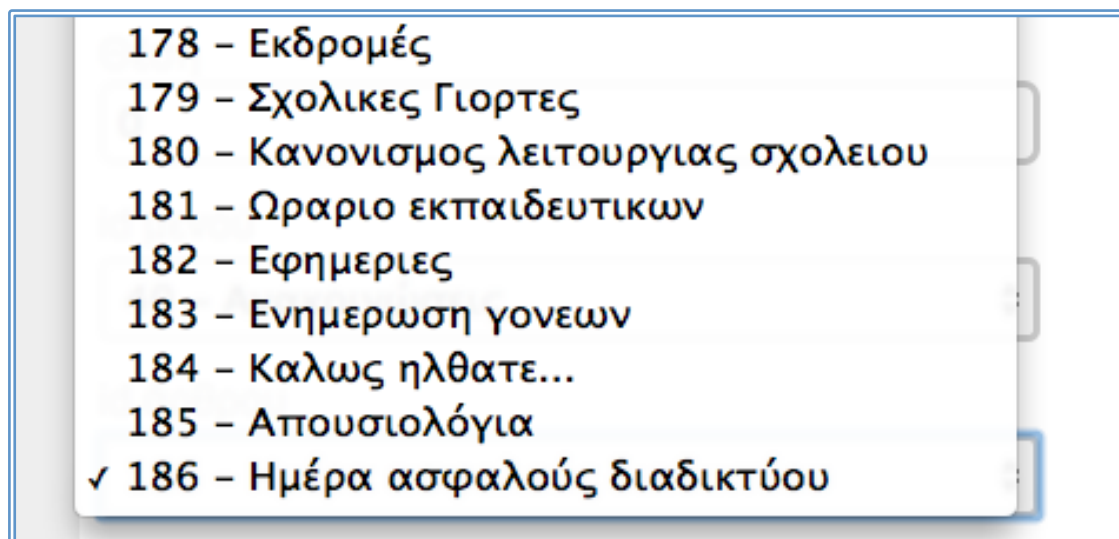 178 – Εκδρομές
179 – Σχολικες Γιορτες
180 – Κανονισμος λειτουργιας σχολειου
181 – Ωραριο εκπαιδευτικων
182 – Εφημεριες
183 – Ενημερωση γονεων
184 – Καλως ηλθατε...
185 – Απουσιολόγια
✓ 186 – Ημέρα ασφαλούς διαδικτύου